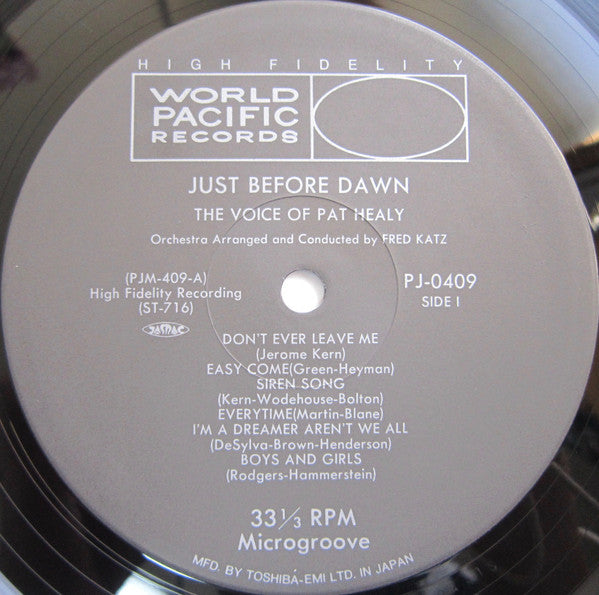 HIGH FIDELITY
WORLD
PACIFIC
RECORDS
JUST BEFORE DAWN
THE VOICE OF PAT HEALY
Orchestra Arranged and Conducted by FRED KATZ
(PJM-409-A)
High Fidelity Recording
(ST-716)
JASRAC
PJ-0409
SIDE I
DON'T EVER LEAVE ME
(Jerome Kern)
EASY COME(Green-Heyman)
SIREN SONG
(Kern-Wodehouse-Bolton)
EVERYTIME(Martin-Blane)
I'M A DREAMER AREN'T WE ALL
(DeSylva-Brown-Henderson)
BOYS AND GIRLS
(Rodgers-Hammerstein)
33 1/3 RPM
Microgroove
MFD. BY TOSHIBA-EMI LTD. IN JAPAN